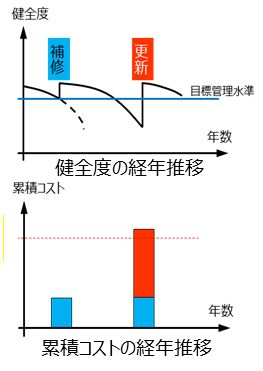 健全度
補修
更新
目標管理水準
年数
健全度の経年推移
累積コスト
年数
累積コストの経年推移